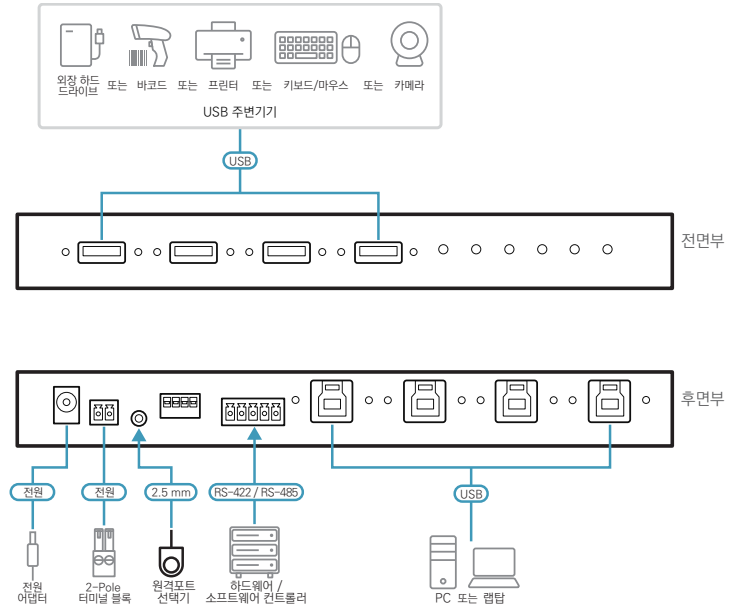 외장 하드
드라이브 또는 바코드 또는 프린터 또는 키보드/마우스 또는 카메라
USB 주변기기
USB
전면부
후면부
전원 전원 2.5 mm RS-422 / RS-485 USB
전원
어댑터
2-Pole
터미널 블록
원격포트
선택기
하드웨어 /
소프트웨어 컨트롤러
PC 또는 랩탑